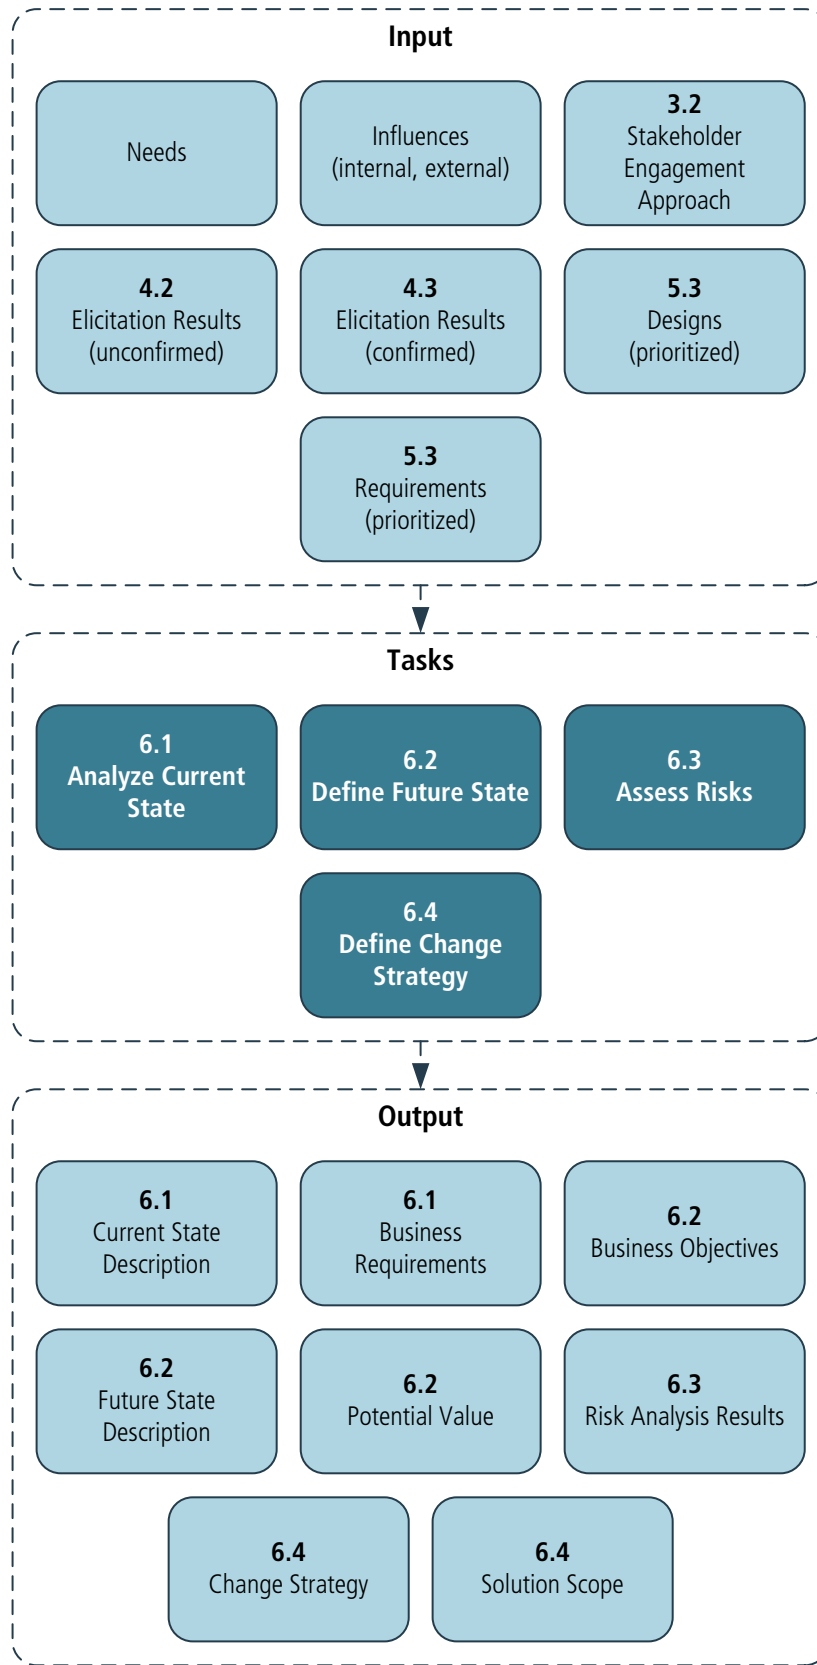 Input
Needs
Influences
(internal, external)
3.2
Stakeholder
Engagement
Approach
4.2
Elicitation Results
(unconfirmed)
4.3
Elicitation Results
(confirmed)
5.3
Designs
(prioritized)
5.3
Requirements
(prioritized)
Tasks
6.1
Analyze Current
State
6.2
Define Future State
6.3
Assess Risks
6.4
Define Change
Strategy
Output
6.1
Current State
Description
6.1
Business
Requirements
6.2
Business Objectives
6.2
Future State
Description
6.2
Potential Value
6.3
Risk Analysis Results
6.4
Change Strategy
6.4
Solution Scope